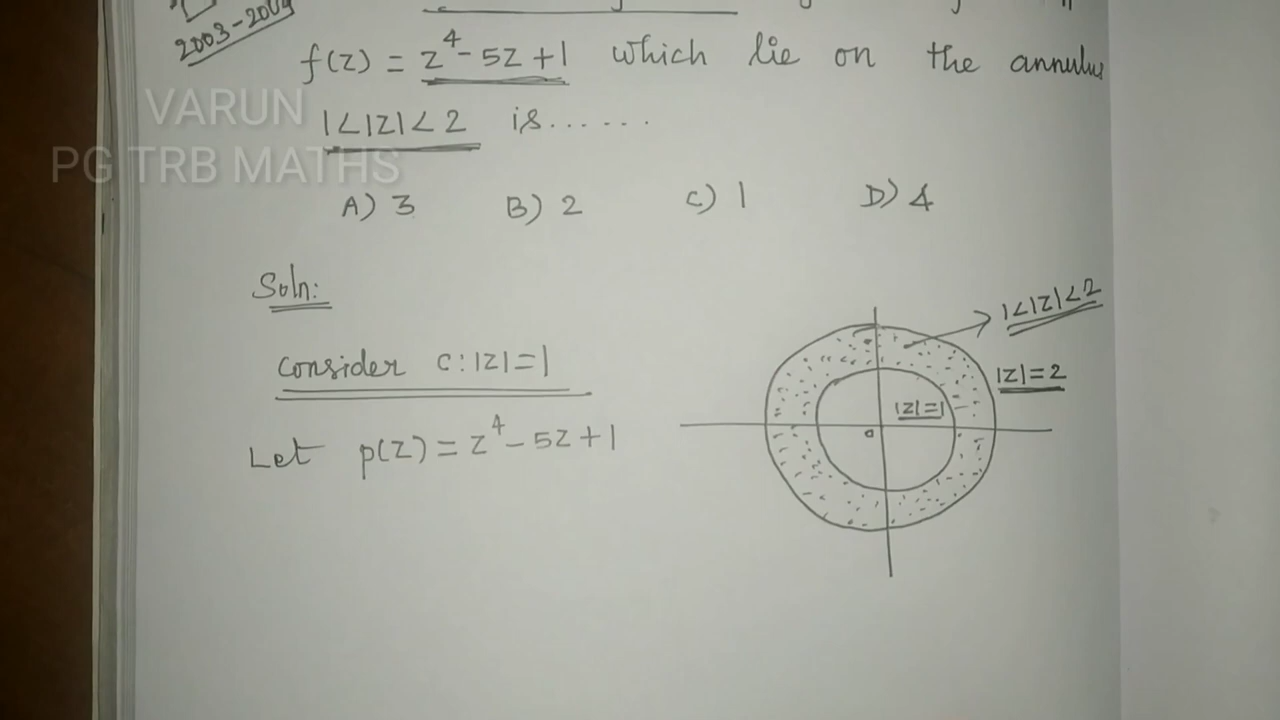 2003-2004
f(z) = z⁴- 5z +1 which lie on the annulus
1<|z|<2 is......
VARUN
PG TRB MATHS
A) 3 B) 2 C) 1 D) 4
Soln:
1<|z|<2
Consider c:|z|=1
|z|=2
|z|=1
o
Let p(z) = z⁴- 5z +1